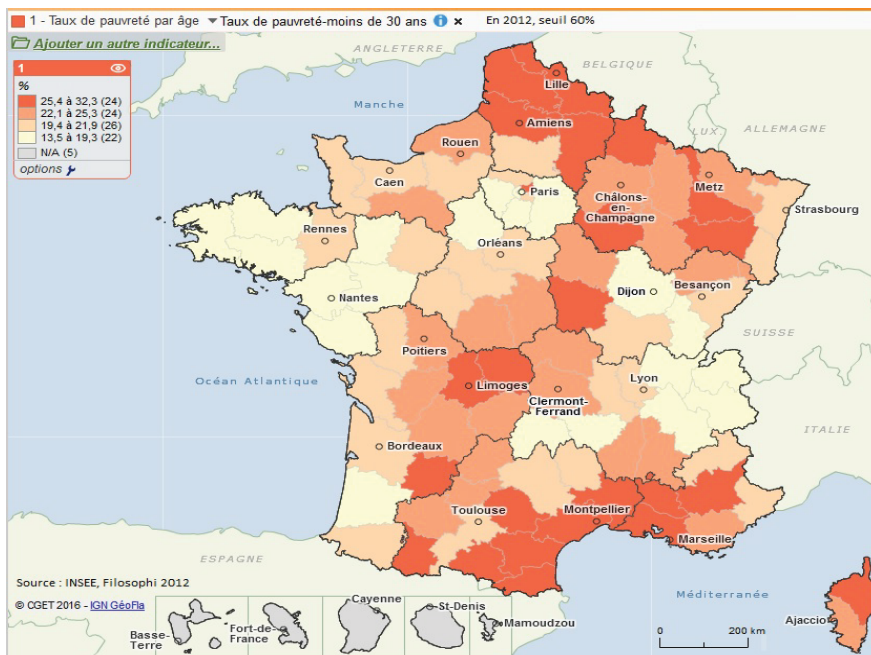 1 - Taux de pauvreté par âge ▼Taux de pauvreté-moins de 30 ans i × En 2012, seuil 60%
Ajouter un autre indicateur...
1
%
25,4 à 32,3 (24)
22,1 à 25,3 (24)
19,4 à 21,9 (26)
13,5 à 19,3 (22)
N/A (5)
options
ANGLETERRE
BELGIQUE
Lille
Manche
Amiens
LUX
ALLEMAGNE
Rouen
Caen
Paris
Metz
Châlons-
en-
Champagne
Strasbourg
Rennes
Orléans
Dijon
Besançon
Nantes
SUISSE
Poitiers
Océan Atlantique
Limoges
Lyon
Clermont-
Ferrand
ITALIE
Bordeaux
Toulouse
Montpellier
Marseille
ESPAGNE
Source : INSEE, Filosophi 2012
Méditerranée
© CGET 2016 - IGN GéoFla
Cayenne
St-Denis
Ajaccio
Basse-
Terre
Fort-de-
France
Mamoudzou
0 200 km